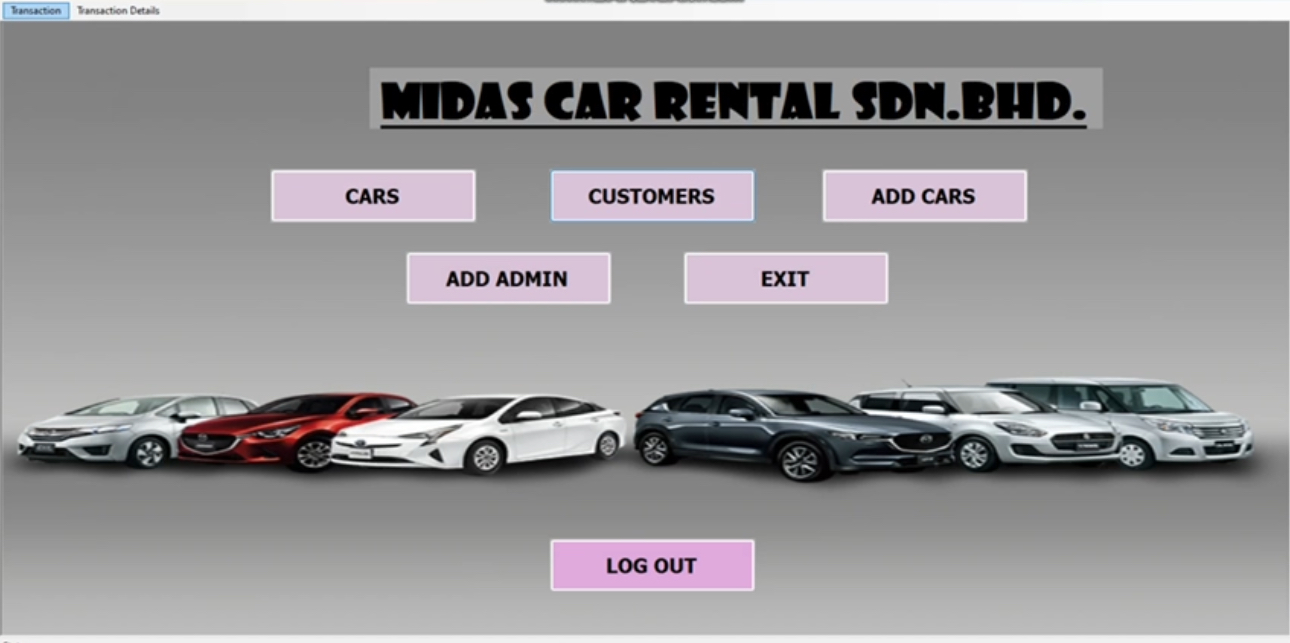 Transaction Transaction Details
MIDAS CAR RENTAL SDN.BHD.
CARS CUSTOMERS ADD CARS
ADD ADMIN EXIT
LOG OUT